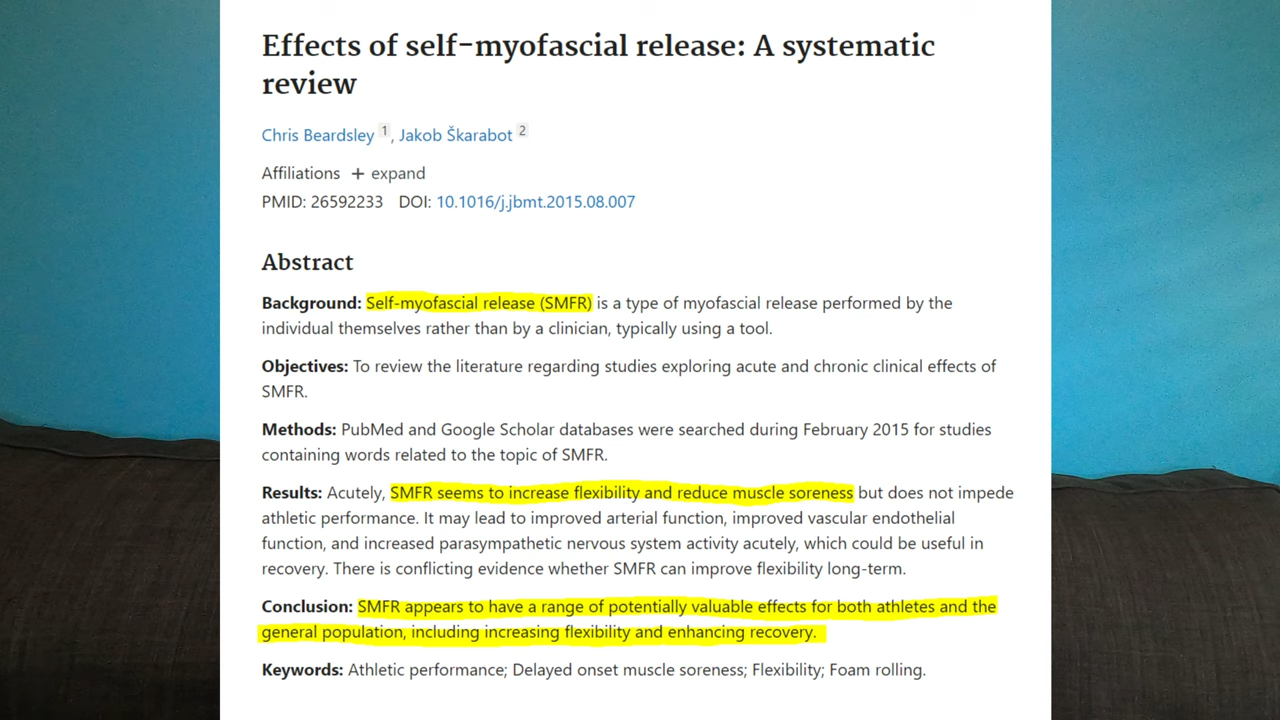 Effects of self-myofascial release: A systematic
review
Chris Beardsley 1, Jakob Škarabot 2
Affiliations + expand
PMID: 26592233 DOI: 10.1016/j.jbmt.2015.08.007
Abstract
Background: Self-myofascial release (SMFR) is a type of myofascial release performed by the
individual themselves rather than by a clinician, typically using a tool.
Objectives: To review the literature regarding studies exploring acute and chronic clinical effects of
SMFR.
Methods: PubMed and Google Scholar databases were searched during February 2015 for studies
containing words related to the topic of SMFR.
Results: Acutely, SMFR seems to increase flexibility and reduce muscle soreness but does not impede
athletic performance. It may lead to improved arterial function, improved vascular endothelial
function, and increased parasympathetic nervous system activity acutely, which could be useful in
recovery. There is conflicting evidence whether SMFR can improve flexibility long-term.
Conclusion: SMFR appears to have a range of potentially valuable effects for both athletes and the
general population, including increasing flexibility and enhancing recovery.
Keywords: Athletic performance; Delayed onset muscle soreness; Flexibility; Foam rolling.